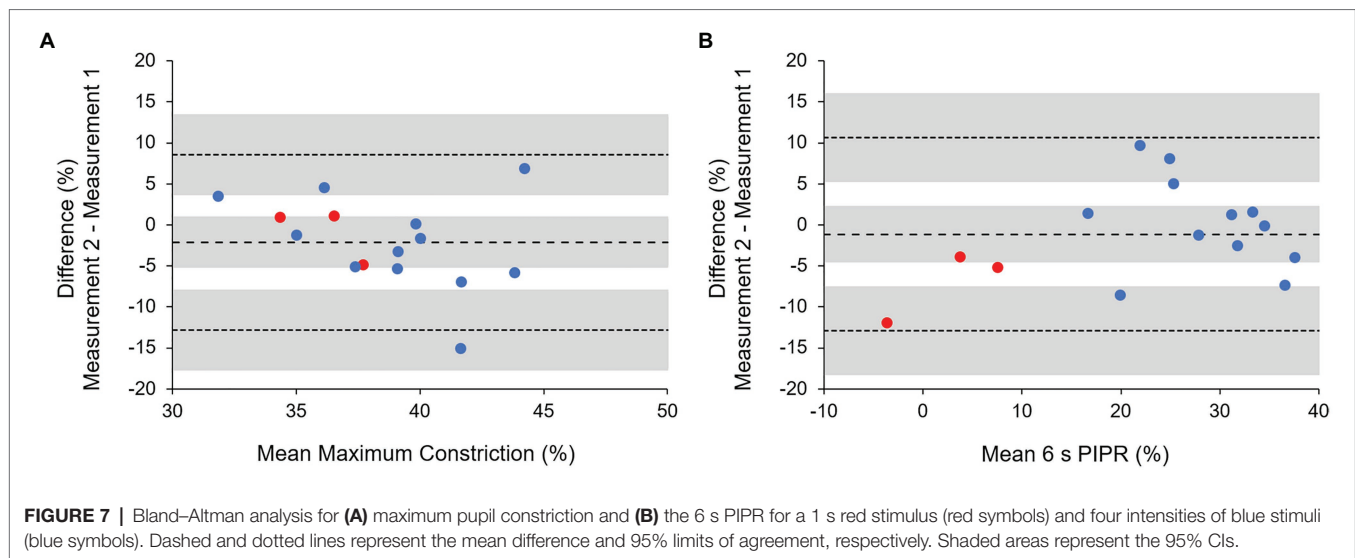 A
B
20
15
10
5
0
-5
-10
-15
-20
Difference (%)
Measurement 2 - Measurement 1
30
35
40
45
50
Mean Maximum Constriction (%)
20
15
10
5
0
-5
-10
-15
-20
Difference (%)
Measurement 2 - Measurement 1
-10
0
10
20
30
40
Mean 6 s PIPR (%)
FIGURE 7 | Bland–Altman analysis for (A) maximum pupil constriction and (B) the 6 s PIPR for a 1 s red stimulus (red symbols) and four intensities of blue stimuli
(blue symbols). Dashed and dotted lines represent the mean difference and 95% limits of agreement, respectively. Shaded areas represent the 95% CIs.